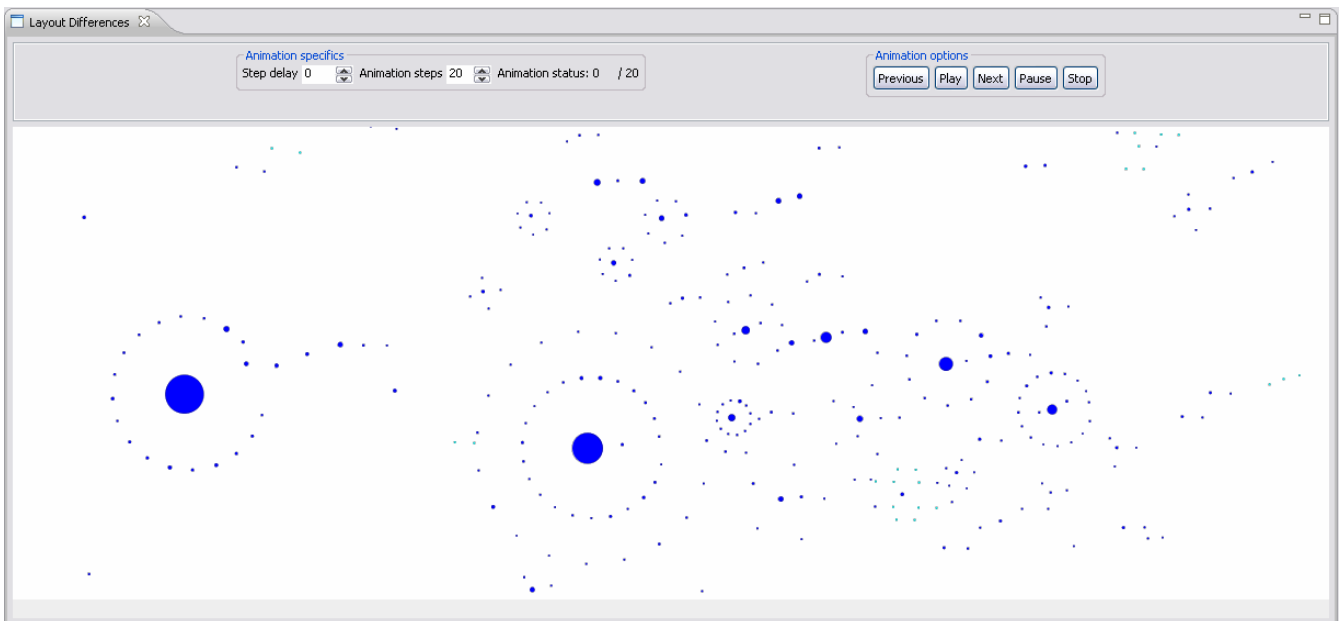 Layout Differences
Animation specifics
Step delay 0 Animation steps 20 Animation status: 0 / 20
Animation options
Previous Play Next Pause Stop